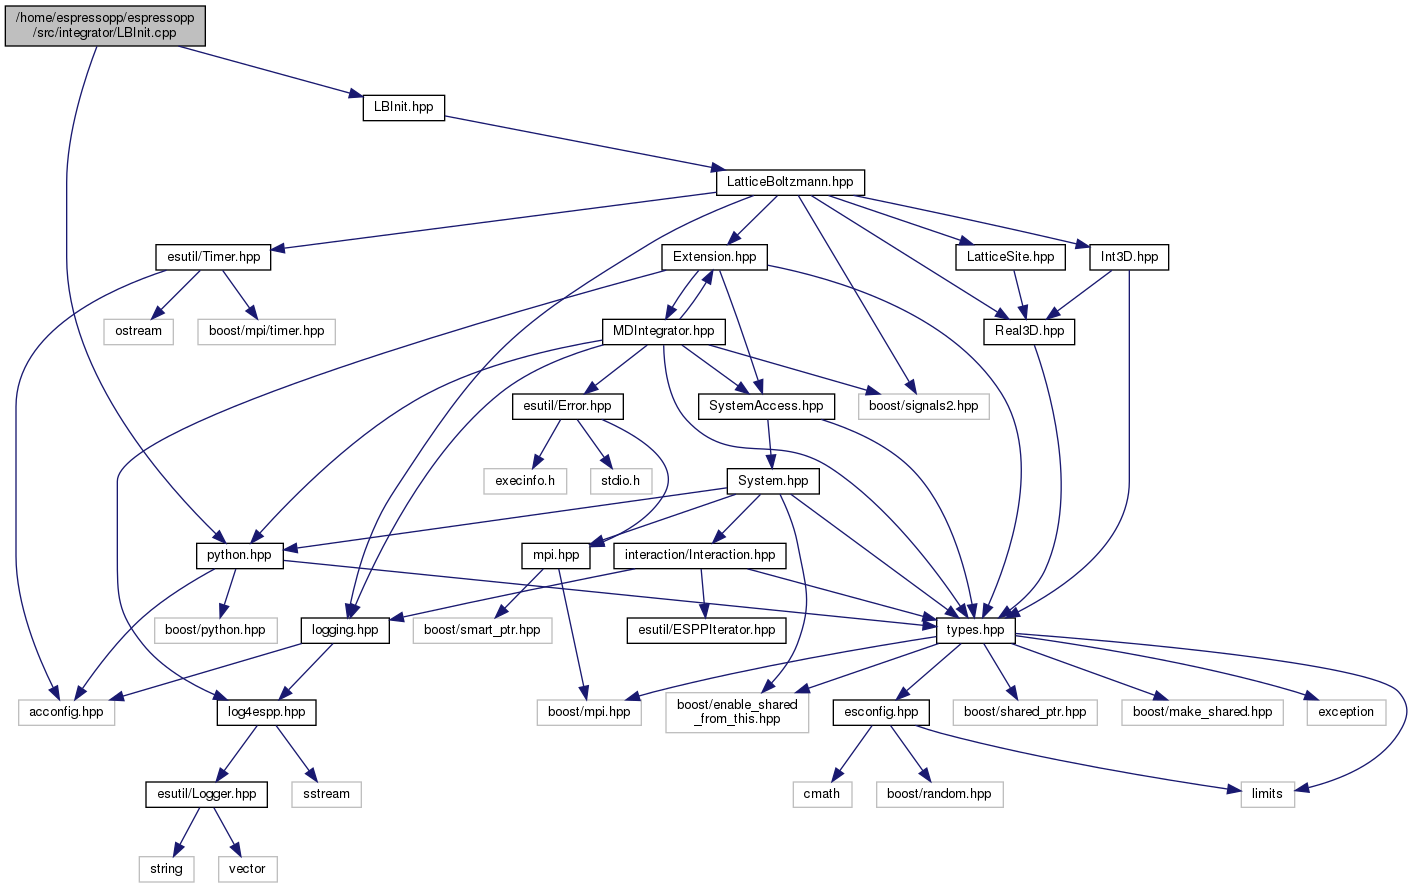 /home/espressopp/espressopp
/src/integrator/LBInit.cpp
LBInit.hpp
LatticeBoltzmann.hpp
esutil/Timer.hpp
Extension.hpp
LatticeSite.hpp
Int3D.hpp
ostream
boost/mpi/timer.hpp
MDIntegrator.hpp
Real3D.hpp
esutil/Error.hpp
SystemAccess.hpp
boost/signals2.hpp
execinfo.h
stdio.h
System.hpp
python.hpp
mpi.hpp
interaction/Interaction.hpp
boost/python.hpp
logging.hpp
boost/smart_ptr.hpp
esutil/ESPPIterator.hpp
types.hpp
acconfig.hpp
log4espp.hpp
boost/mpi.hpp
boost/enable_shared
_from_this.hpp
esconfig.hpp
boost/shared_ptr.hpp
boost/make_shared.hpp
exception
esutil/Logger.hpp
sstream
cmath
boost/random.hpp
limits
string
vector